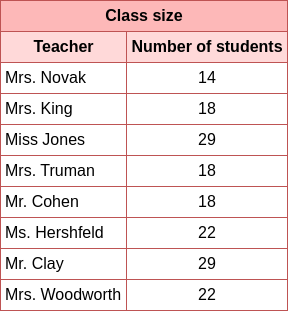 Class size
Teacher Number of students
Mrs. Novak 14
Mrs. King 18
Miss Jones 29
Mrs. Truman 18
Mr. Cohen 18
Ms. Hershfeld 22
Mr. Clay 29
Mrs. Woodworth 22